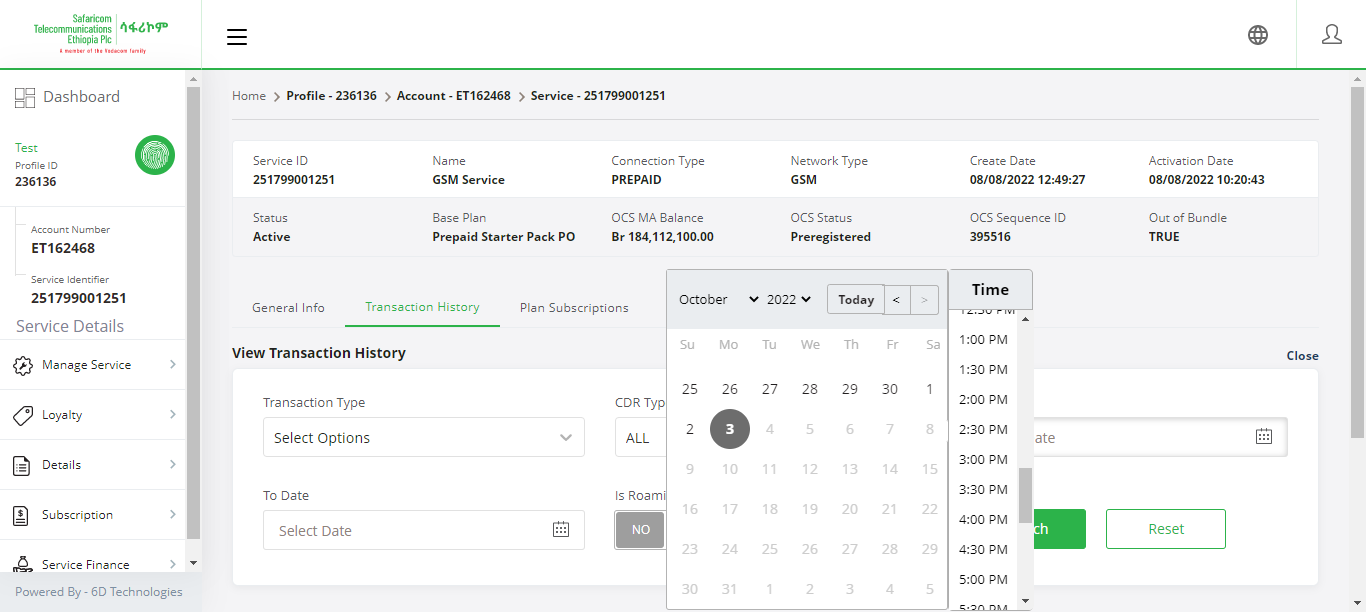 Safaricom
Telecommunications
Ethiopia Plc
ሳፋሪኮም
A member of the Vodacom family
Dashboard
Test
Profile ID
236136
Account Number
ET162468
Service Identifier
251799001251
Service Details
Manage Service
Loyalty
Details
Subscription
Service Finance
Powered By - 6D Technologies
Home > Profile - 236136 > Account - ET162468 > Service - 251799001251
Service ID Name Connection Type Network Type Create Date Activation Date
251799001251 GSM Service PREPAID GSM 08/08/2022 12:49:27 08/08/2022 10:20:43
Status Base Plan OCS MA Balance OCS Status OCS Sequence ID Out of Bundle
Active Prepaid Starter Pack PO Br 184,112,100.00 Preregistered 395516 TRUE
General Info Transaction History Plan Subscriptions
View Transaction History
Close
Transaction Type
Select Options
CDR Typ
ALL
ate
To Date
Select Date
Is Roami
NO
ch
Reset
October 2022 Today < >
Su Mo Tu We Th Fr Sa
25 26 27 28 29 30 1
2 3 4 5 6 7 8
9 10 11 12 13 14 15
16 17 18 19 20 21 22
23 24 25 26 27 28 29
30 31 1 2 3 4 5
Time
12:30 PM
1:00 PM
1:30 PM
2:00 PM
2:30 PM
3:00 PM
3:30 PM
4:00 PM
4:30 PM
5:00 PM
5:30 PM